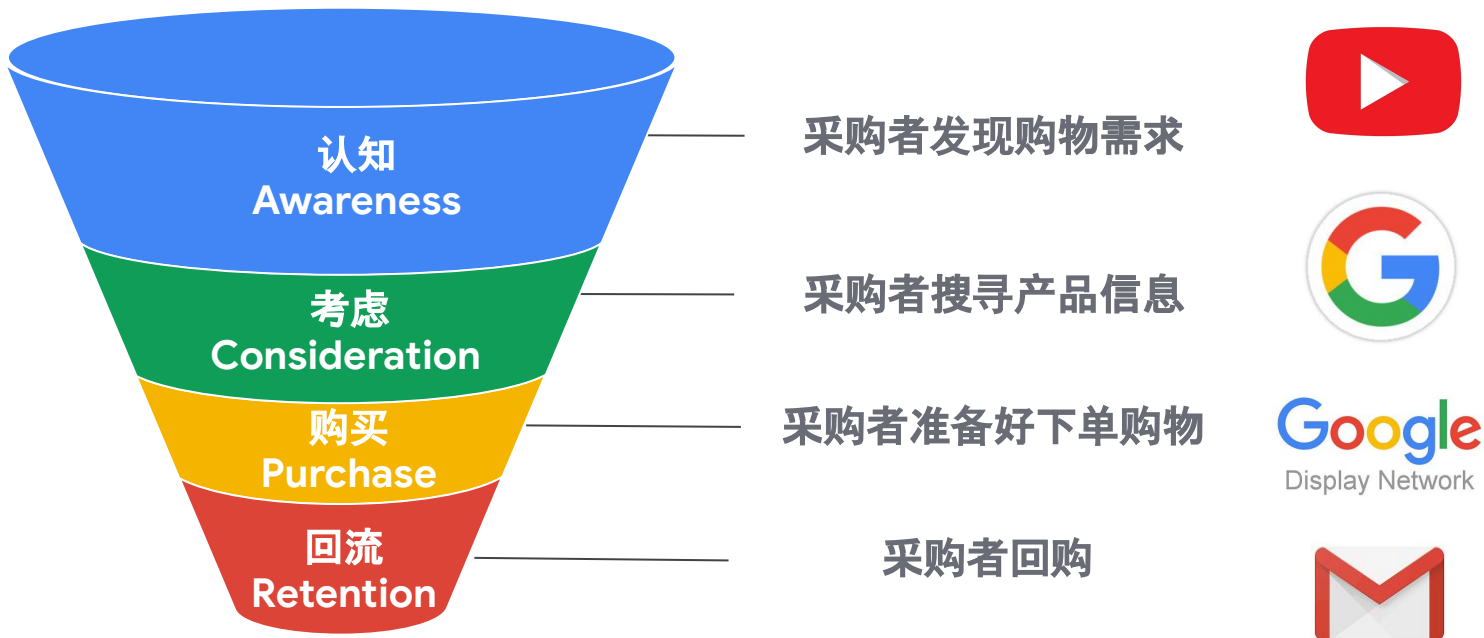 认知
Awareness
采购者发现购物需求
考虑
Consideration
采购者搜寻产品信息
购买
Purchase
采购者准备好下单购物
Google
Display Network
回流
Retention
采购者回购